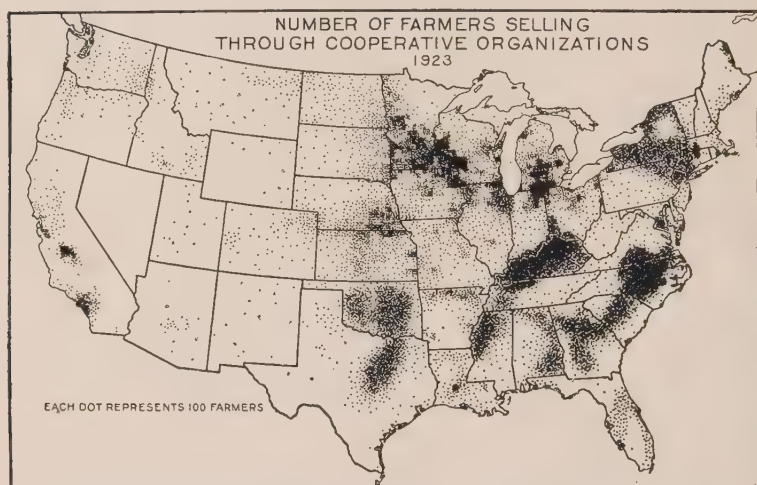 NUMBER OF FARMERS SELLING
THROUGH COOPERATIVE ORGANIZATIONS
1923
EACH DOT REPRESENTS 100 FARMERS